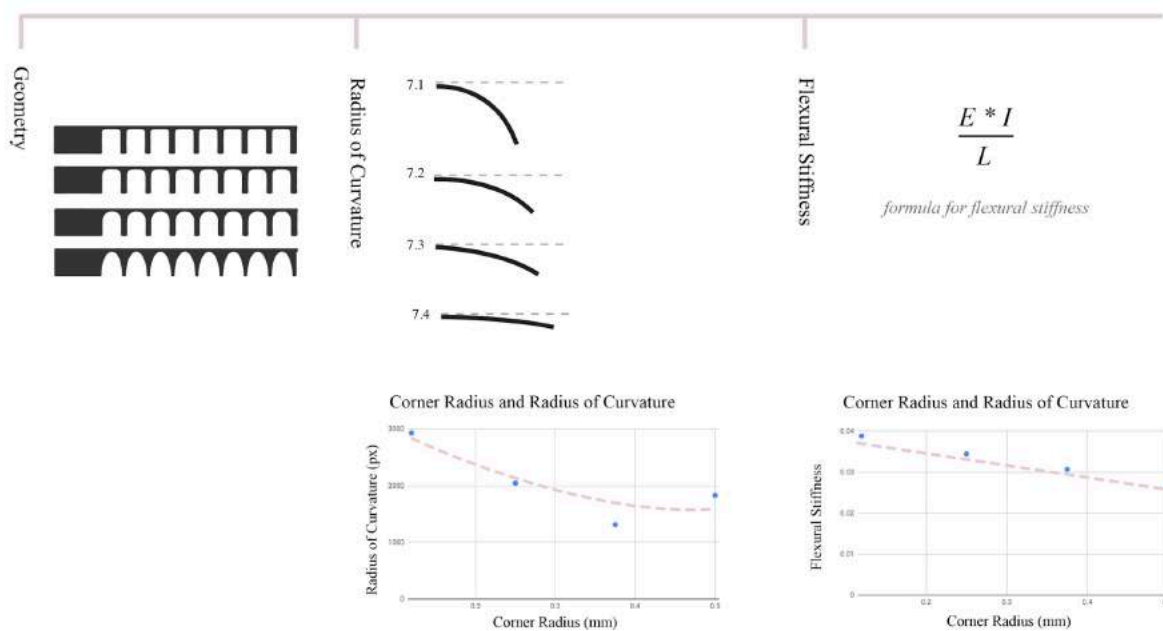 Geometry
Radius of Curvature
7.1
7.2
7.3
7.4
Flexural Stiffness
E * I
L
formula for flexural stiffness
Corner Radius and Radius of Curvature
Radius of Curvature (px)
3000
2000
1000
0
0.2
0.3
0.4
0.5
Corner Radius (mm)
Corner Radius and Radius of Curvature
Flexural Stiffness
0.04
0.03
0.02
0.01
0
0.2
0.3
0.4
Corner Radius (mm)